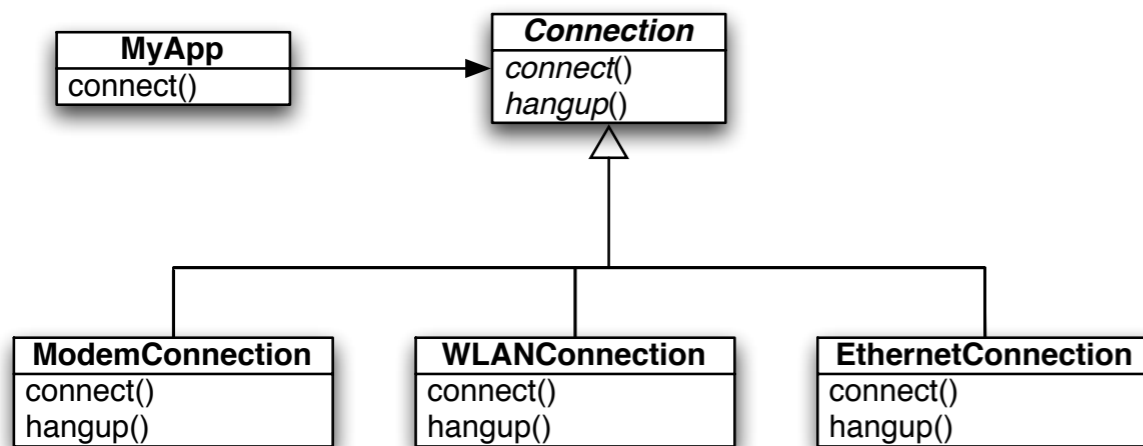 MyApp
connect()
Connection
connect()
hangup()
ModemConnection
connect()
hangup()
WLANConnection
connect()
hangup()
EthernetConnection
connect()
hangup()